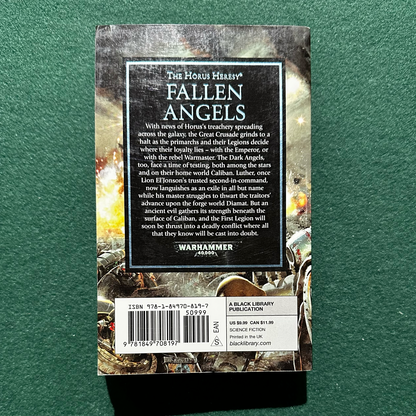 THE HORUS HERESY®
FALLEN
ANGELS
With news of Horus's treachery spreading
across the galaxy, the Great Crusade grinds to a
halt as the primarchs and their Legions decide
where their loyalty lies – with the Emperor, or
with the rebel Warmaster. The Dark Angels,
too, face a time of testing, both among the stars
and on their home world Caliban. Luther, once
Lion El'Jonson's trusted second-in-command,
now languishes as an exile in all but name
while his master struggles to thwart the traitors'
advance upon the forge world Diamat. But an
ancient evil gathers its strength beneath the
surface of Caliban, and the First Legion will
soon be thrust into a deadly conflict where all
that they know will be cast into doubt.
WARHAMMER
40,000
ISBN 978-1-84970-819-7
50999
9 781849 708197
EAN
A BLACK LIBRARY
PUBLICATION
US $9.99 CAN $11.99
SCIENCE FICTION
Printed in the UK
blacklibrary.com